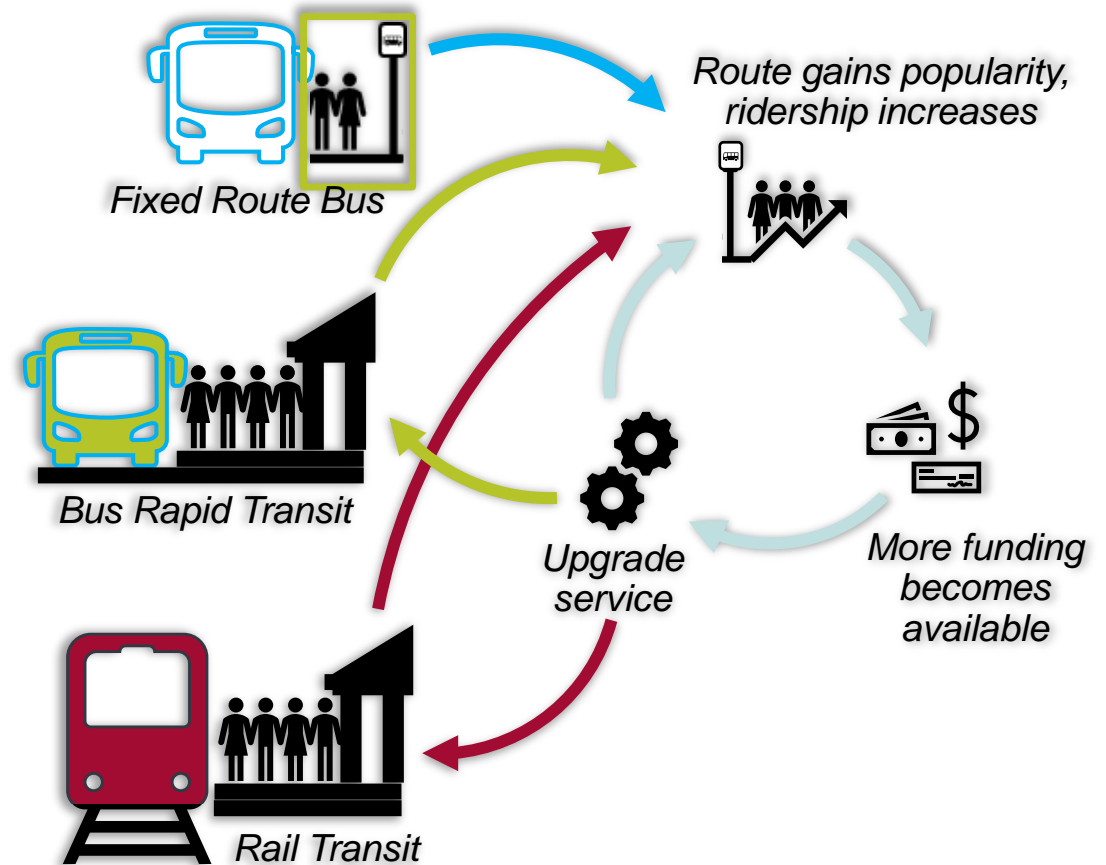 Fixed Route Bus
Route gains popularity,
ridership increases
Bus Rapid Transit
Upgrade
service
More funding
becomes
available
$
Rail Transit